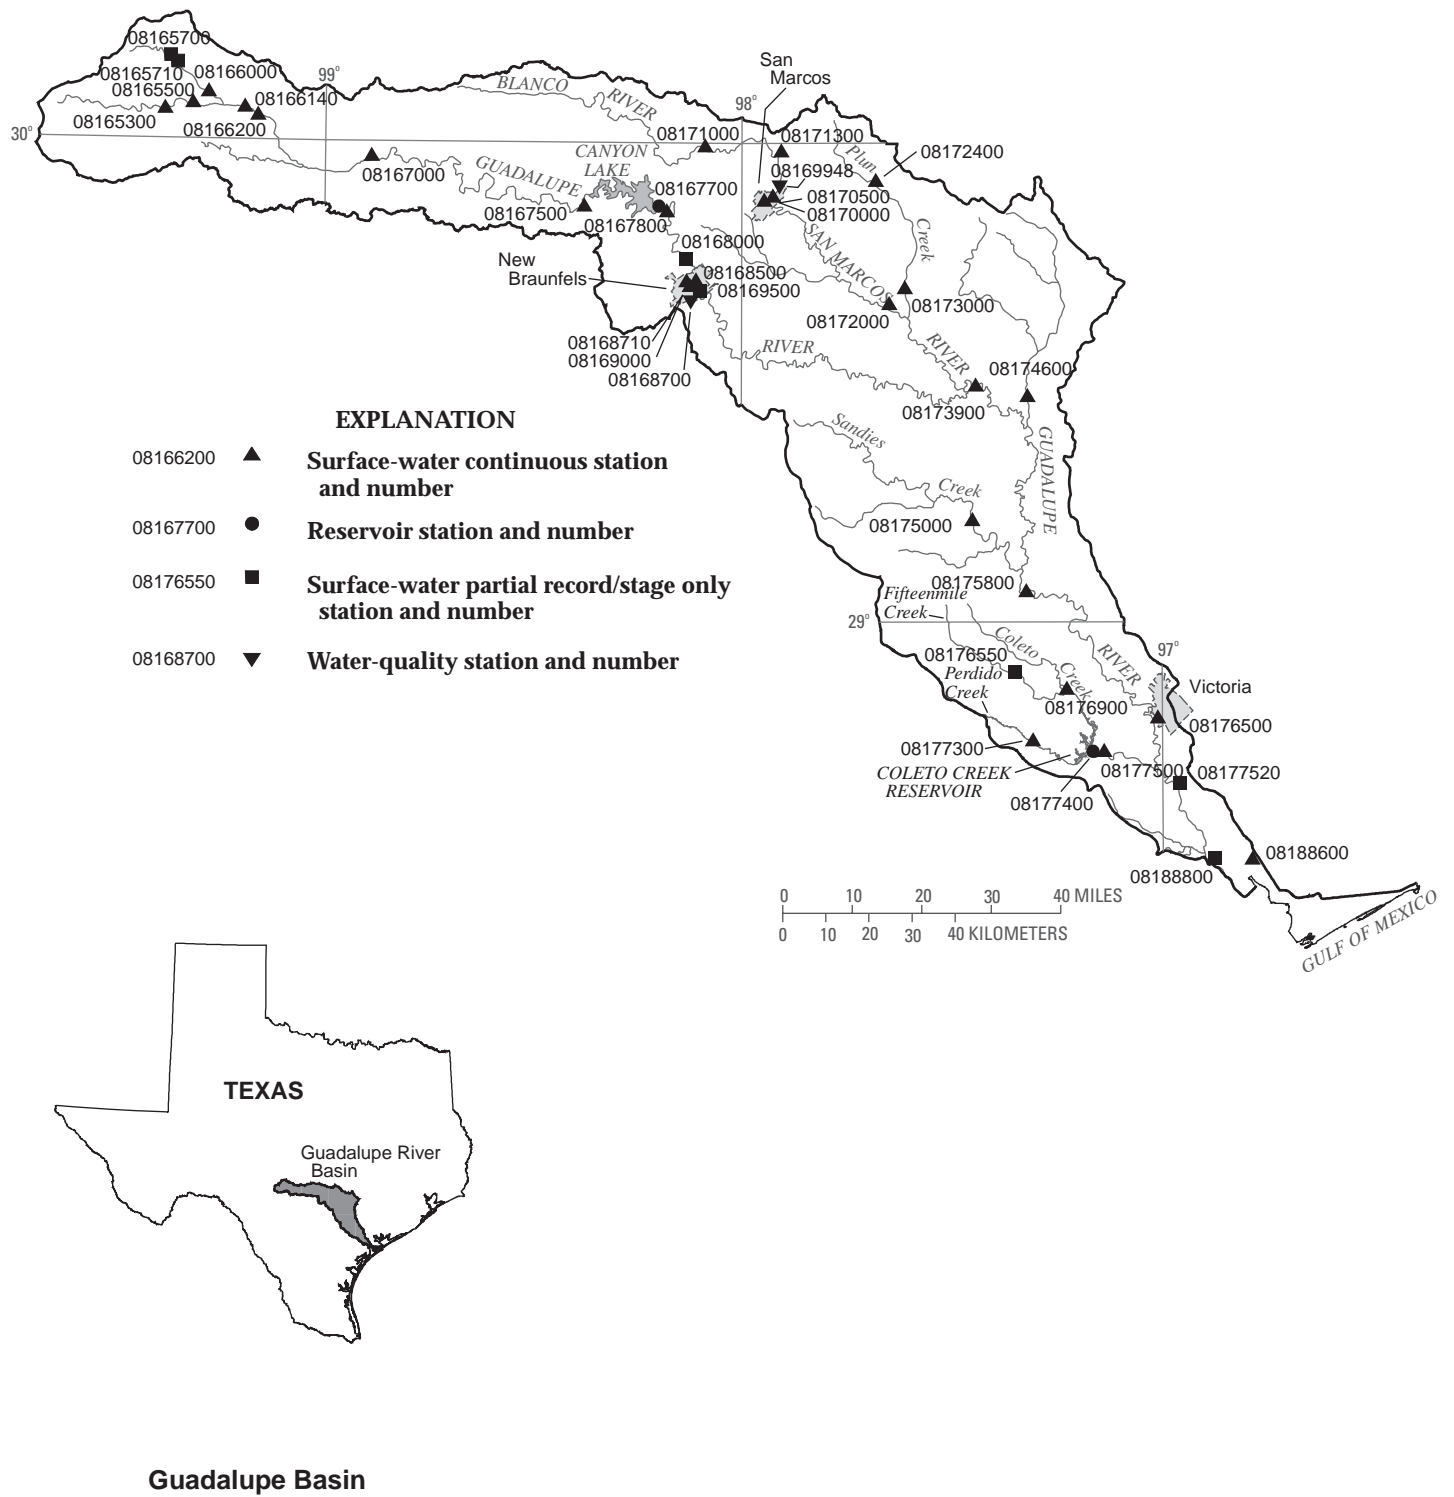 08165700
08165710
08166000
08165500
08166140
08165300
08166200
99°
30°
BLANCO
RIVER
San
Marcos
98°
08171000
08171300
Plum
08172400
CANYON
LAKE
08167000
GUADALUPE
08167700
08169948
08170500
08170000
08167500
08167800
Creek
SAN MARCOS
08168000
New
Braunfels
08168500
08169500
08173000
08172000
08168710
08169000
08168700
RIVER
RIVER
08174600
08173900
Sandies
GUADALUPE
Creek
08175000
08175800
Fifteenmile
Creek
29°
Coleto
RIVER
97°
08176550
Perdido
Creek
Creek
08176900
Victoria
08176500
08177300
COLETO CREEK
RESERVOIR
08177500
08177520
08177400
08188600
08188800
GULF OF MEXICO
EXPLANATION
08166200 Surface-water continuous station
and number
08167700 Reservoir station and number
08176550 Surface-water partial record/stage only
station and number
08168700 Water-quality station and number
0 10 20 30 40 MILES
0 10 20 30 40 KILOMETERS
TEXAS
Guadalupe River
Basin
Guadalupe Basin